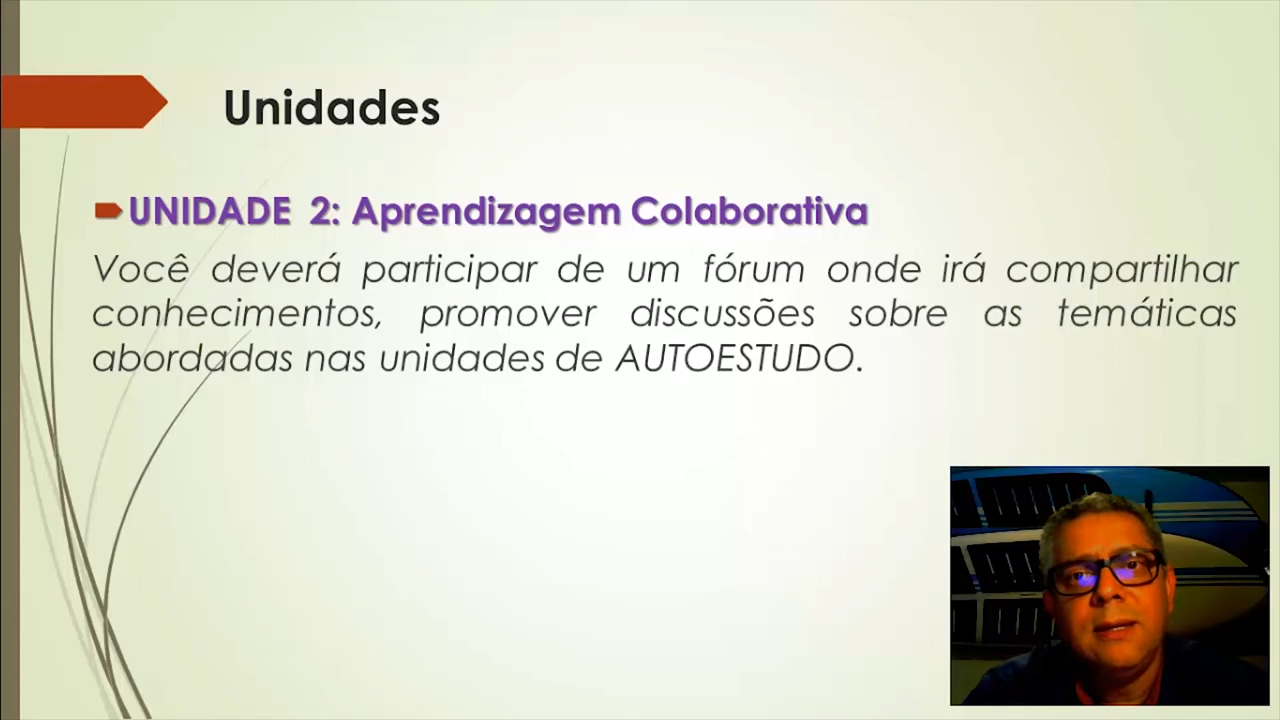 Unidades
UNIDADE 2: Aprendizagem Colaborativa
Você deverá participar de um fórum onde irá compartilhar
conhecimentos, promover discussões sobre as temáticas
abordadas nas unidades de AUTOESTUDO.